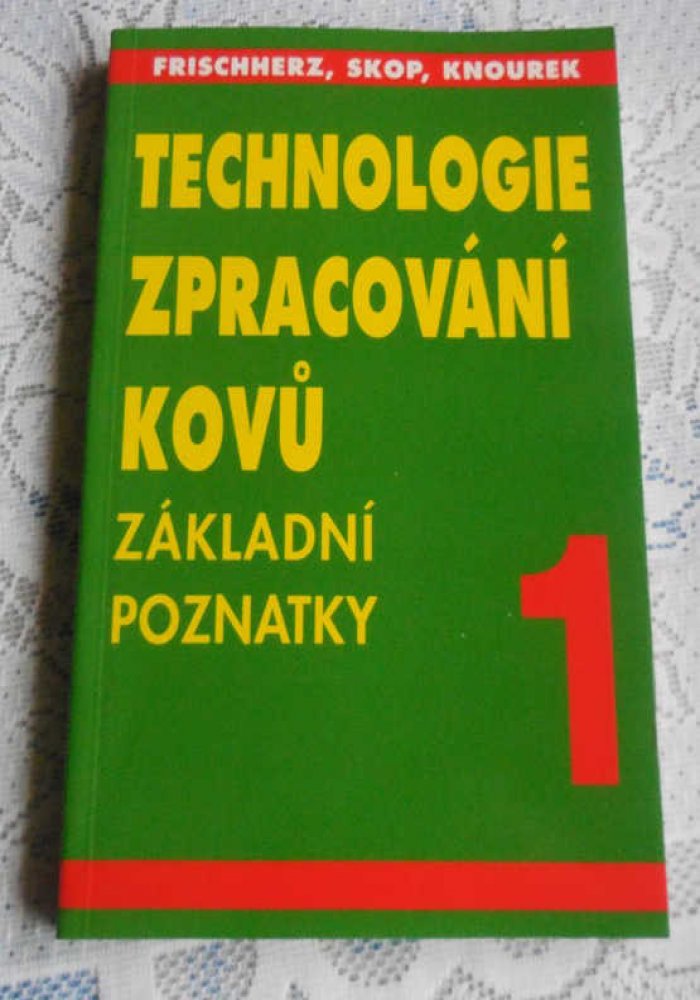 FRISCHHERZ, SKOP, KNOUREK
TECHNOLOGIE
ZPRACOVÁNÍ
KOVŮ
ZÁKLADNÍ
POZNATKY
1